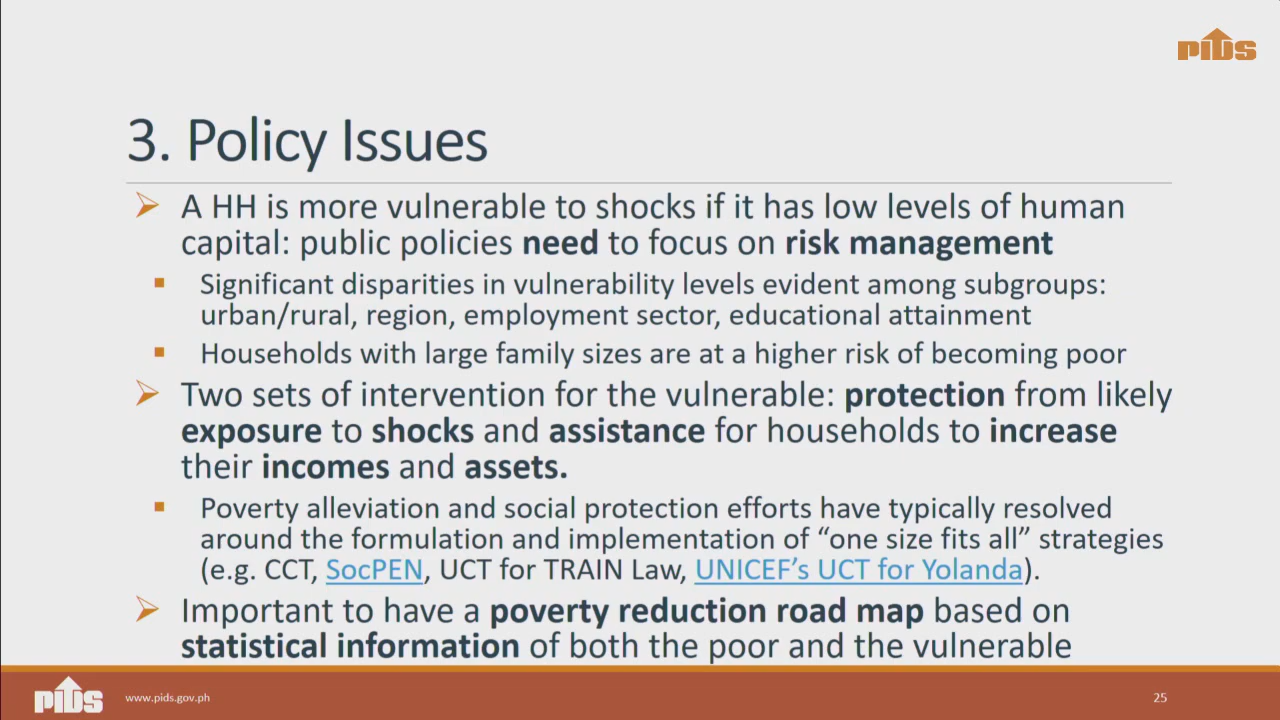 PIDS
3. Policy Issues
A HH is more vulnerable to shocks if it has low levels of human
capital: public policies need to focus on risk management
Significant disparities in vulnerability levels evident among subgroups:
urban/rural, region, employment sector, educational attainment
Households with large family sizes are at a higher risk of becoming poor
Two sets of intervention for the vulnerable: protection from likely
exposure to shocks and assistance for households to increase
their incomes and assets.
Poverty alleviation and social protection efforts have typically resolved
around the formulation and implementation of “one size fits all” strategies
(e.g. CCT, SocPEN, UCT for TRAIN Law, UNICEF’s UCT for Yolanda).
Important to have a poverty reduction road map based on
statistical information of both the poor and the vulnerable
PIDS
www.pids.gov.ph
25